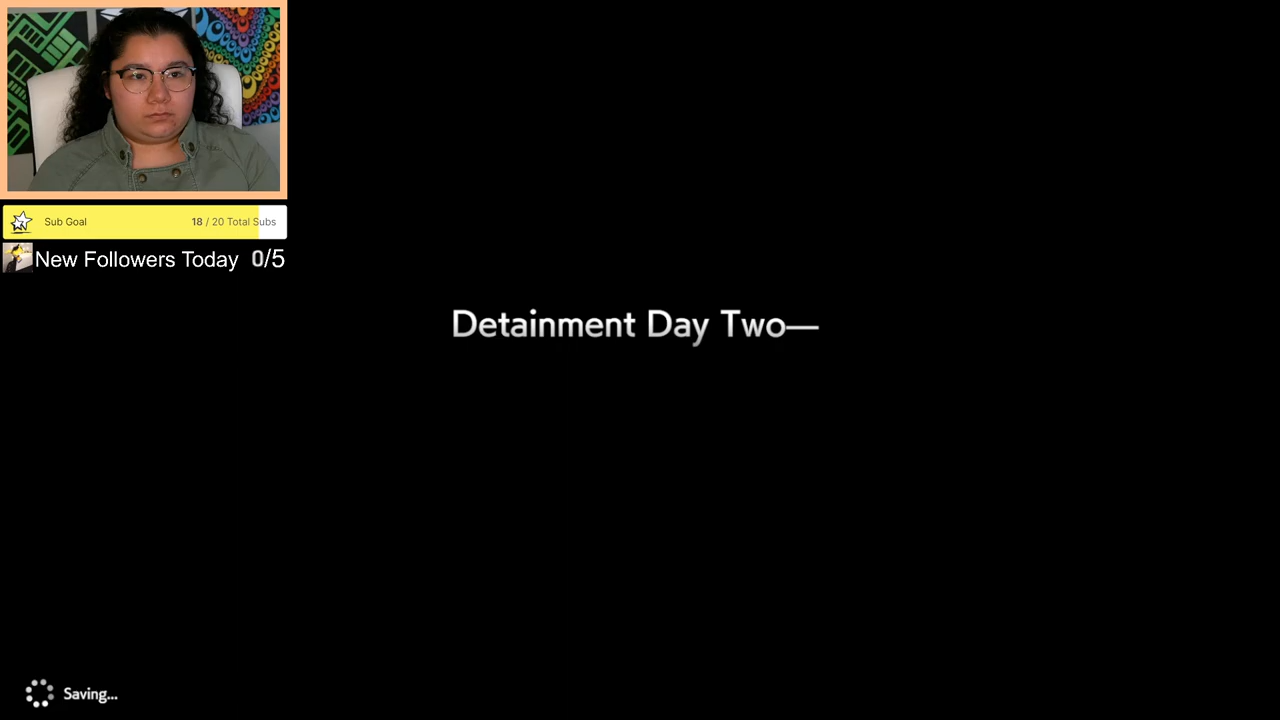 Sub Goal 18 / 20 Total Subs
New Followers Today 0/5
Detainment Day Two—
Saving...